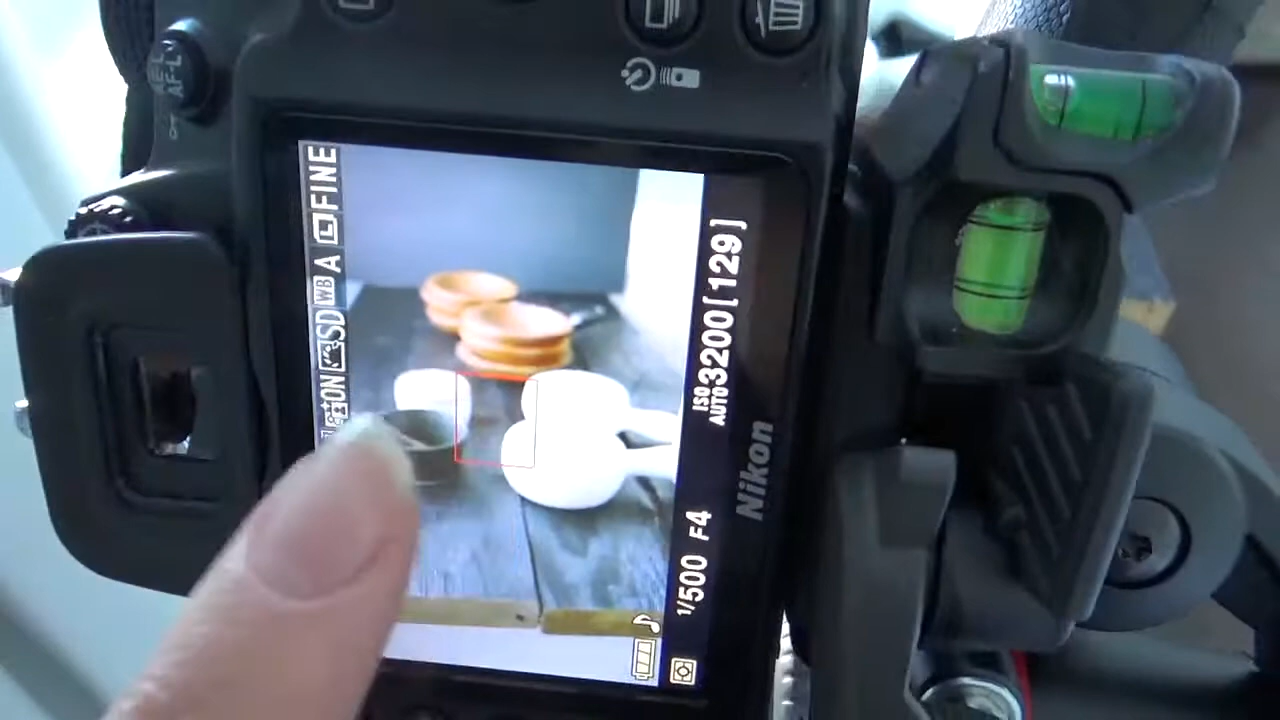 AE-L
AF-L
L FINE
WB A
SD
ON
ISO
AUTO 3200 [129]
1/500 F4
Nikon